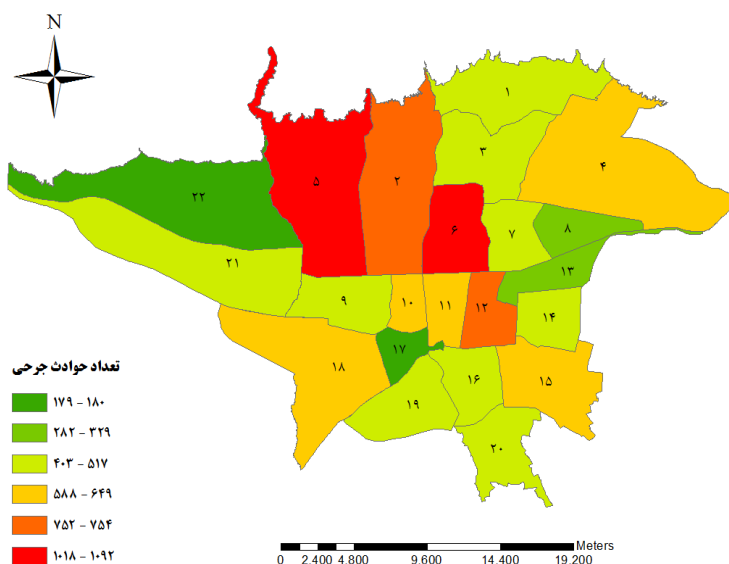 N
۱
۳
۴
۵
۲
۲۲
۶
۷
۸
۲۱
۱۳
۹
۱۰
۱۱
۱۲
۱۴
۱۷
۱۸
۱۶
۱۵
۱۹
۲۰
تعداد حوادث جرحی
۱۷۹ - ۱۸۰
۲۸۲ - ۳۲۹
۴۰۳ - ۵۱۷
۵۸۸ - ۶۴۹
۷۵۲ - ۷۵۴
۱۰۱۸ - ۱۰۹۲
Meters
0 2.400 4.800 9.600 14.400 19.200